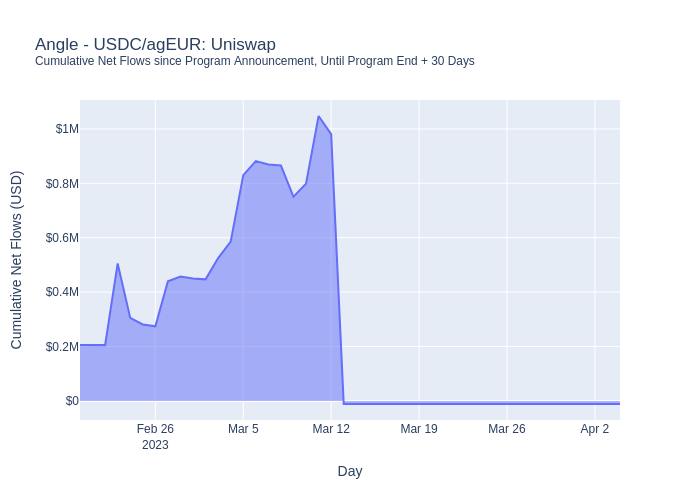 Angle - USDC/agEUR: Uniswap
Cumulative Net Flows since Program Announcement, Until Program End + 30 Days
Cumulative Net Flows (USD)
$1M
$0.8M
$0.6M
$0.4M
$0.2M
$0
Feb 26
2023
Mar 5
Mar 12
Mar 19
Mar 26
Apr 2
Day